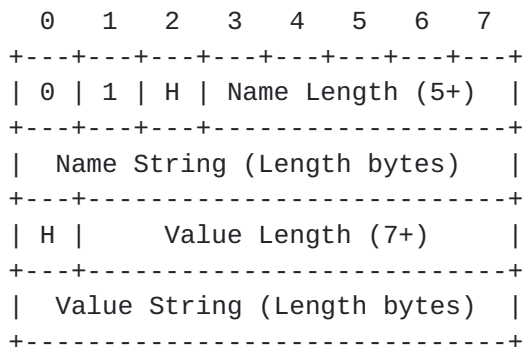 0   1   2   3   4   5   6   7
+---+---+---+---+---+---+---+---+
| 0 | 1 | H | Name Length (5+)  |
+---+---+---+-------------------+
|  Name String (Length bytes)   |
+---+---------------------------+
| H |     Value Length (7+)     |
+---+---------------------------+
|  Value String (Length bytes)  |
+-------------------------------+